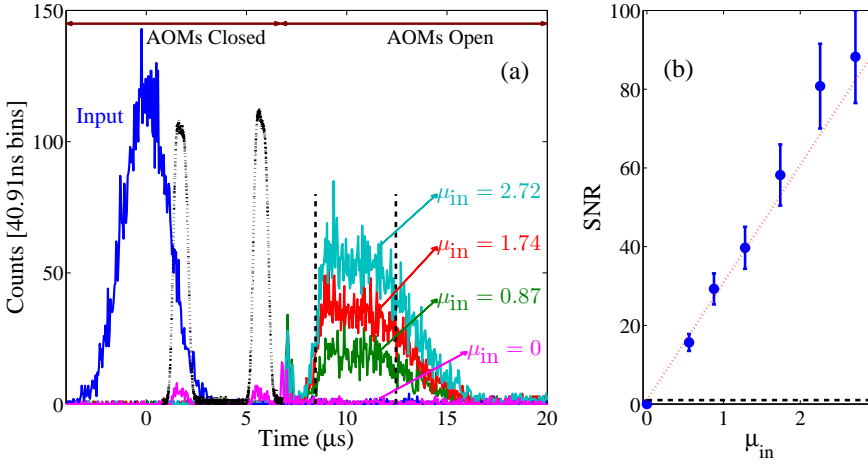 AOMs Closed
AOMs Open
(a)
Input
μin = 2.72
μin = 1.74
μin = 0.87
μin = 0
Counts [40.91ns bins]
150
100
50
0
0
5
10
15
20
Time (μs)
(b)
SNR
100
80
60
40
20
0
0
1
2
μin